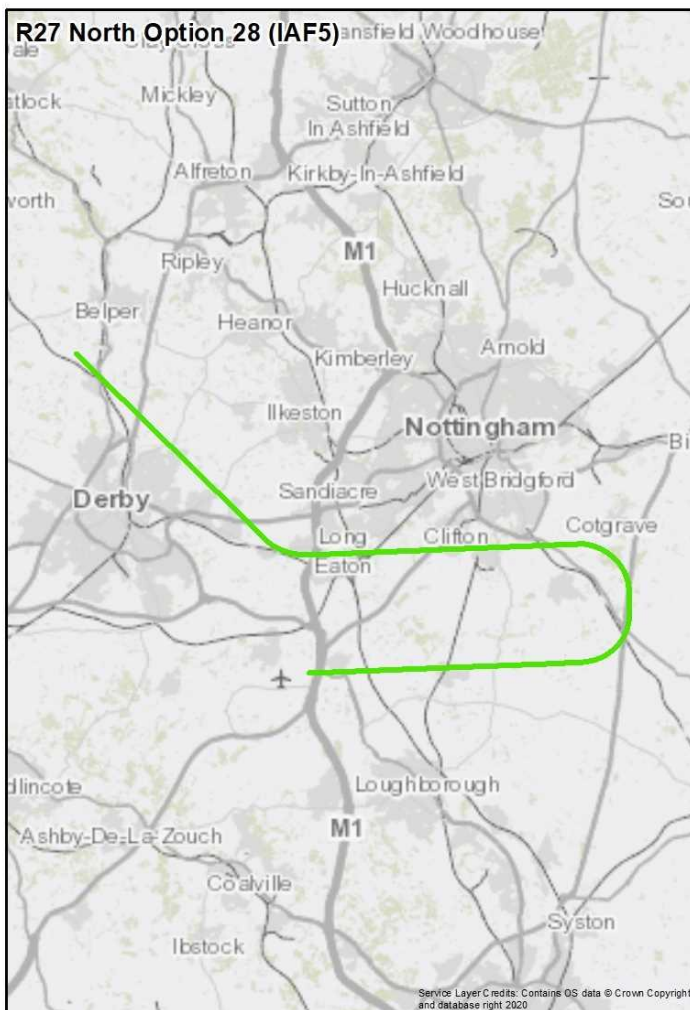 R27 North Option 28 (IAF5)
ansfield Woodhouse
ale
Mickley
atlock
Sutton
In Ashfield
Alfreton
Kirkby-In-Ashfield
worth
Sou
M1
Ripley
Hucknall
Belper
Heanor
Arnold
Kimberley
Ilkeston
Nottingham
Bi
West Bridgford
Sandiacre
Derby
Cotgrave
Long
Eaton
Clifton
dlincote
Loughborough
M1
Ashby-De-La-Zouch
Coalville
Syston
Ibstock
Service Layer Credits: Contains OS data © Crown Copyright
and database right 2020